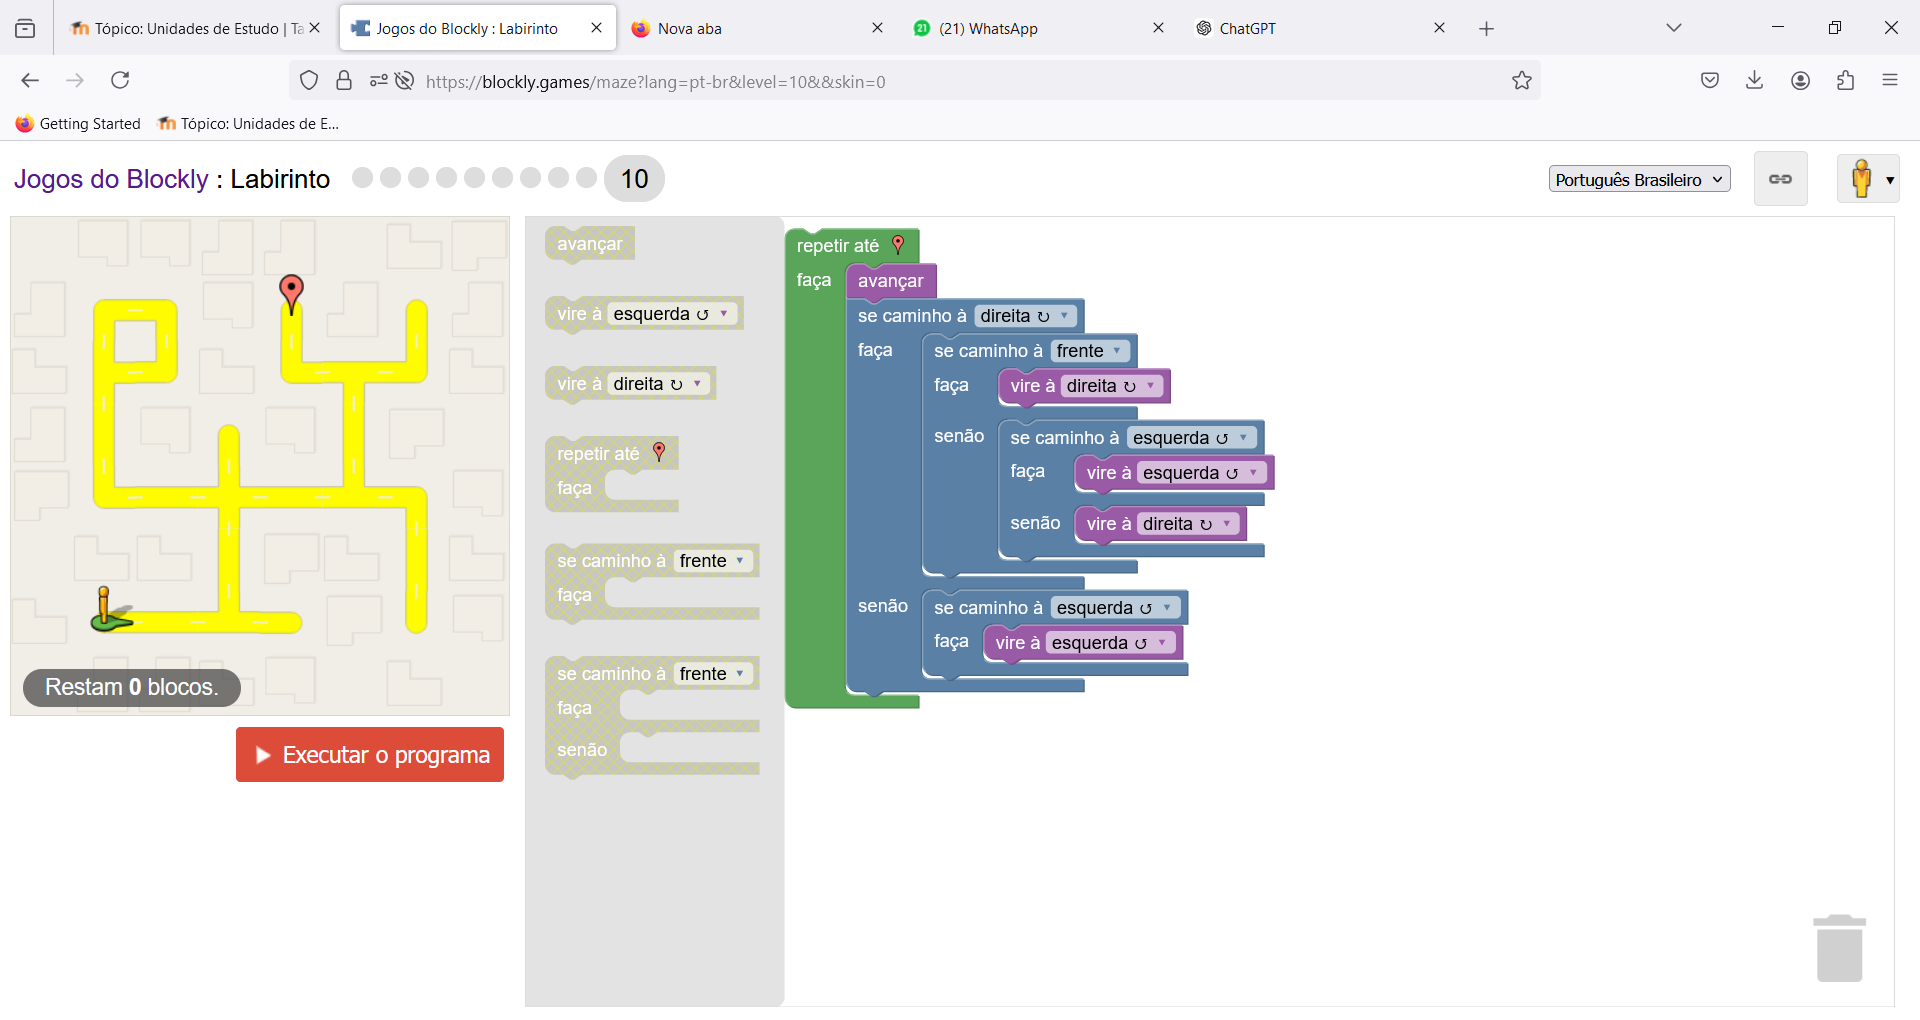 Tópico: Unidades de Estudo | Ta
Jogos do Blockly : Labirinto
Nova aba
21
(21) WhatsApp
ChatGPT
https://blockly.games/maze?lang=pt-br&level=10&&skin=0
Getting Started
Tópico: Unidades de E...
Jogos do Blockly : Labirinto
10
Português Brasileiro
Restam 0 blocos.
Executar o programa
avançar
vire à esquerda ↺
vire à direita ↻
repetir até
faça
se caminho à frente
faça
se caminho à frente
faça
senão
repetir até
faça
avançar
se caminho à direita ↻
faça
se caminho à frente
faça
vire à direita ↻
senão
se caminho à esquerda ↺
faça
vire à esquerda ↺
senão
vire à direita ↻
senão
se caminho à esquerda ↺
faça
vire à esquerda ↺